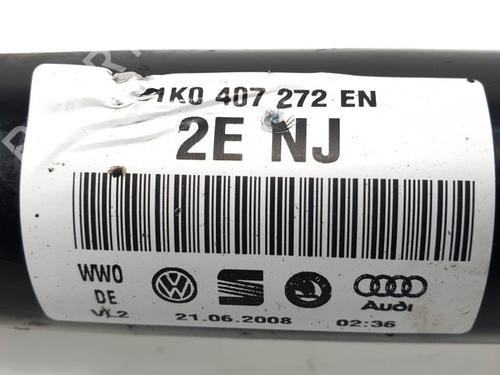 1K0 407 272 EN
2E NJ
WWO
DE
VL2
Audi
21.06.2008 02:36